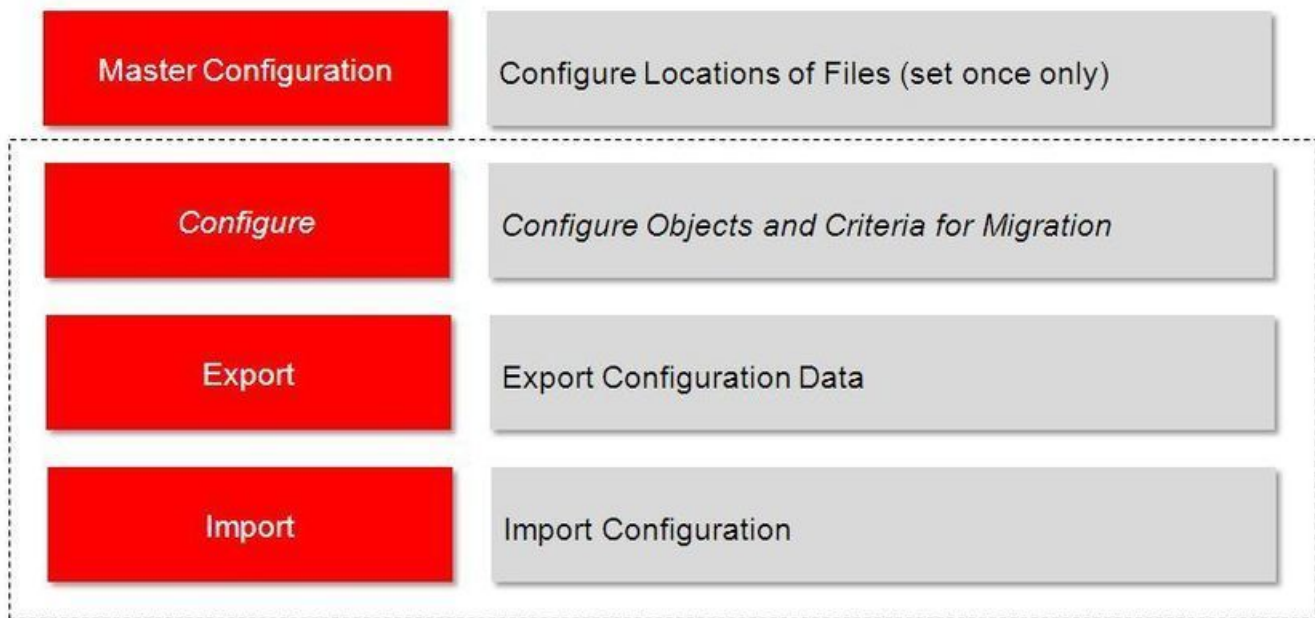 Master Configuration
Configure Locations of Files (set once only)
Configure
Configure Objects and Criteria for Migration
Export
Export Configuration Data
Import
Import Configuration